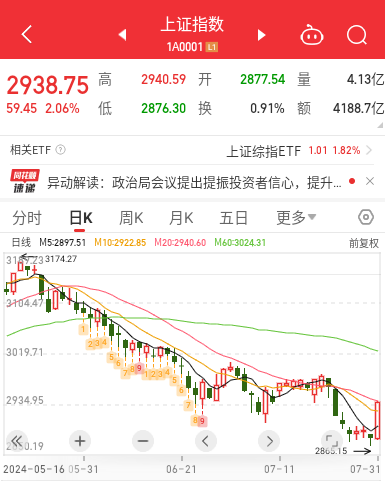 上证指数
1A0001 L1
2938.75 高 2940.59 开 2877.54 量 4.13亿
59.45 2.06% 低 2876.30 换 0.91% 额 4188.7亿
相关ETF ? 上证综指ETF 1.01 1.82%
同花顺速递 异动解读：政治局会议提出提振投资者信心，提升...
分时 日K 周K 月K 五日 更多
日线 M5:2897.51 M10:2922.85 M20:2940.60 M60:3024.31 前复权
3174.27
3104.47
3019.71
2934.95
2865.15
2024-05-16 05-31 06-21 07-11 07-31